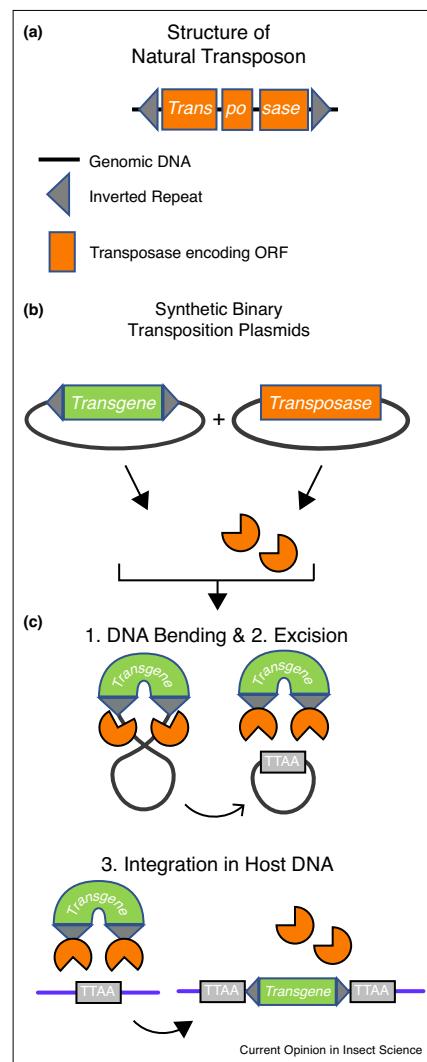 (a)
Structure of
Natural Transposon
Trans po sase
Genomic DNA
Inverted Repeat
Transposase encoding ORF
(b)
Synthetic Binary
Transposition Plasmids
Transgene + Transposase
(c)
1. DNA Bending & 2. Excision
Transgene Transgene
TTAA
3. Integration in Host DNA
Transgene
TTAA TTAA Transgene TTAA
Current Opinion in Insect Science